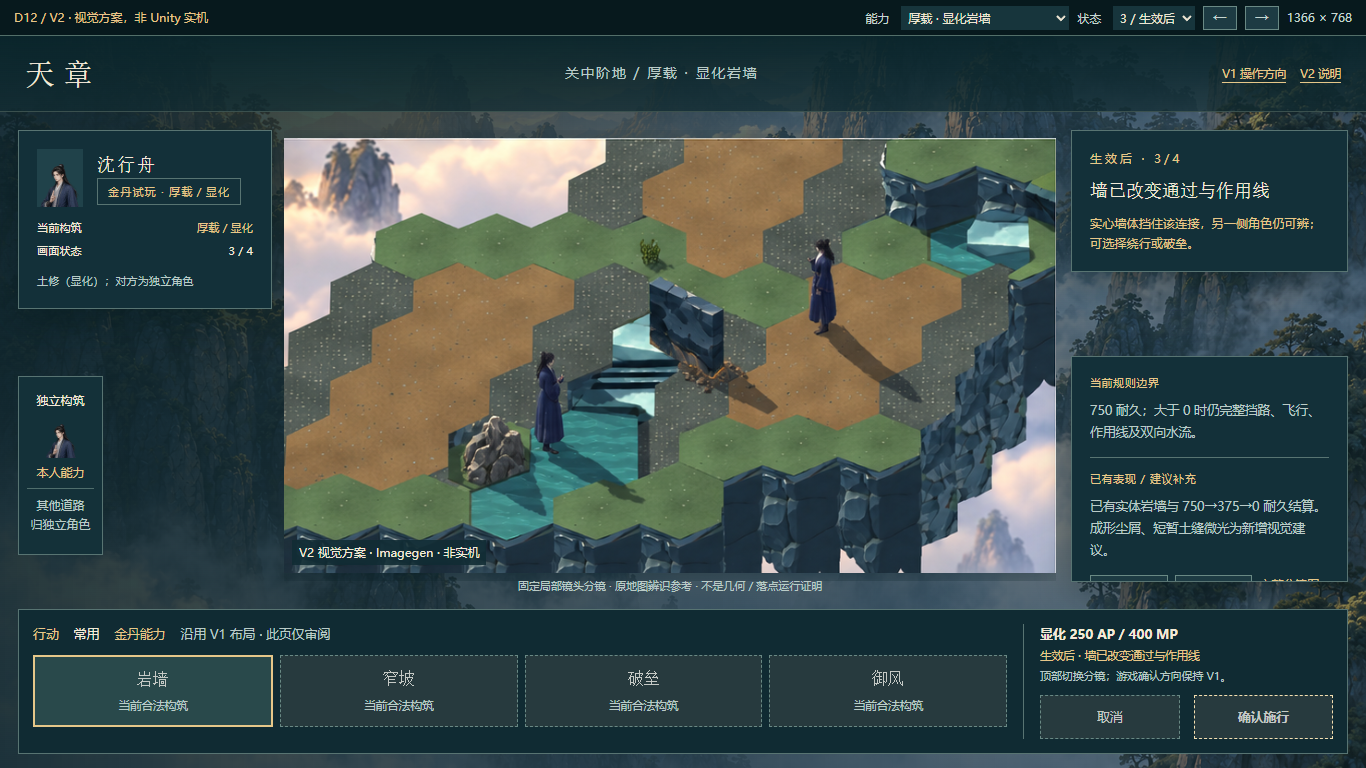 D12 / V2 · 视觉方案，非 Unity 实机
能力 厚载 · 显化岩墙 状态 3 / 生效后 ← → 1366 × 768
天章
关中阶地 / 厚载 · 显化岩墙
V1 操作方向 V2 说明
沈行舟
金丹试玩 · 厚载 / 显化
当前构筑 厚载 / 显化
画面状态 3 / 4
土修（显化）；对方为独立角色
独立构筑
本人能力
其他道路
归独立角色
V2 视觉方案 · Imagegen · 非实机
固定局部镜头分镜 · 原地图辨识参考 · 不是几何 / 落点运行证明
生效后 · 3 / 4
墙已改变通过与作用线
实心墙体挡住该连接，另一侧角色仍可辨；
可选择绕行或破垒。
当前规则边界
750 耐久；大于 0 时仍完整挡路、飞行、
作用线及双向水流。
已有表现 / 建议补充
已有实体岩墙与 750→375→0 耐久结算。
成形尘屑、短暂土缝微光为新增视觉建
议。
行动 常用 金丹能力 沿用 V1 布局 · 此页仅审阅
岩墙
当前合法构筑
窄坡
当前合法构筑
破垒
当前合法构筑
御风
当前合法构筑
显化 250 AP / 400 MP
生效后 · 墙已改变通过与作用线
顶部切换分镜；游戏确认方向保持 V1。
取消 确认施行